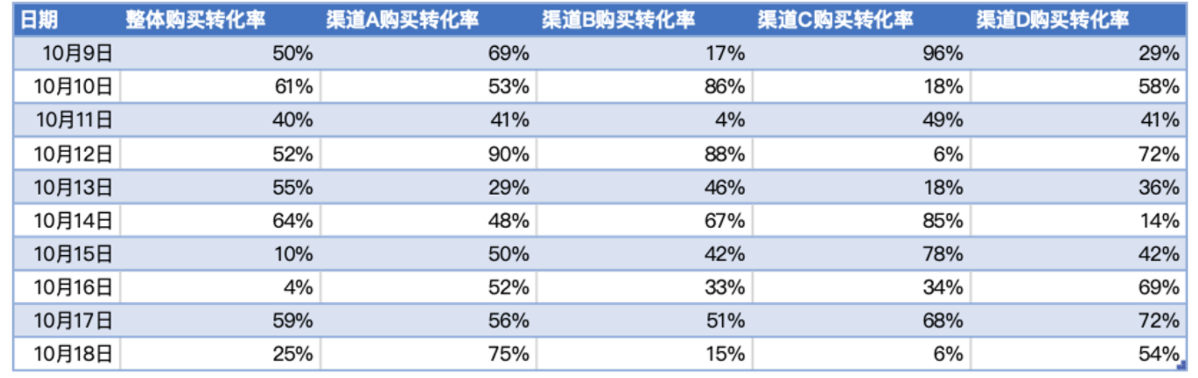 日期 整体购买转化率 渠道A购买转化率 渠道B购买转化率 渠道C购买转化率 渠道D购买转化率
10月9日 50% 69% 17% 96% 29%
10月10日 61% 53% 86% 18% 58%
10月11日 40% 41% 4% 49% 41%
10月12日 52% 90% 88% 6% 72%
10月13日 55% 29% 46% 18% 36%
10月14日 64% 48% 67% 85% 14%
10月15日 10% 50% 42% 78% 42%
10月16日 4% 52% 33% 34% 69%
10月17日 59% 56% 51% 68% 72%
10月18日 25% 75% 15% 6% 54%